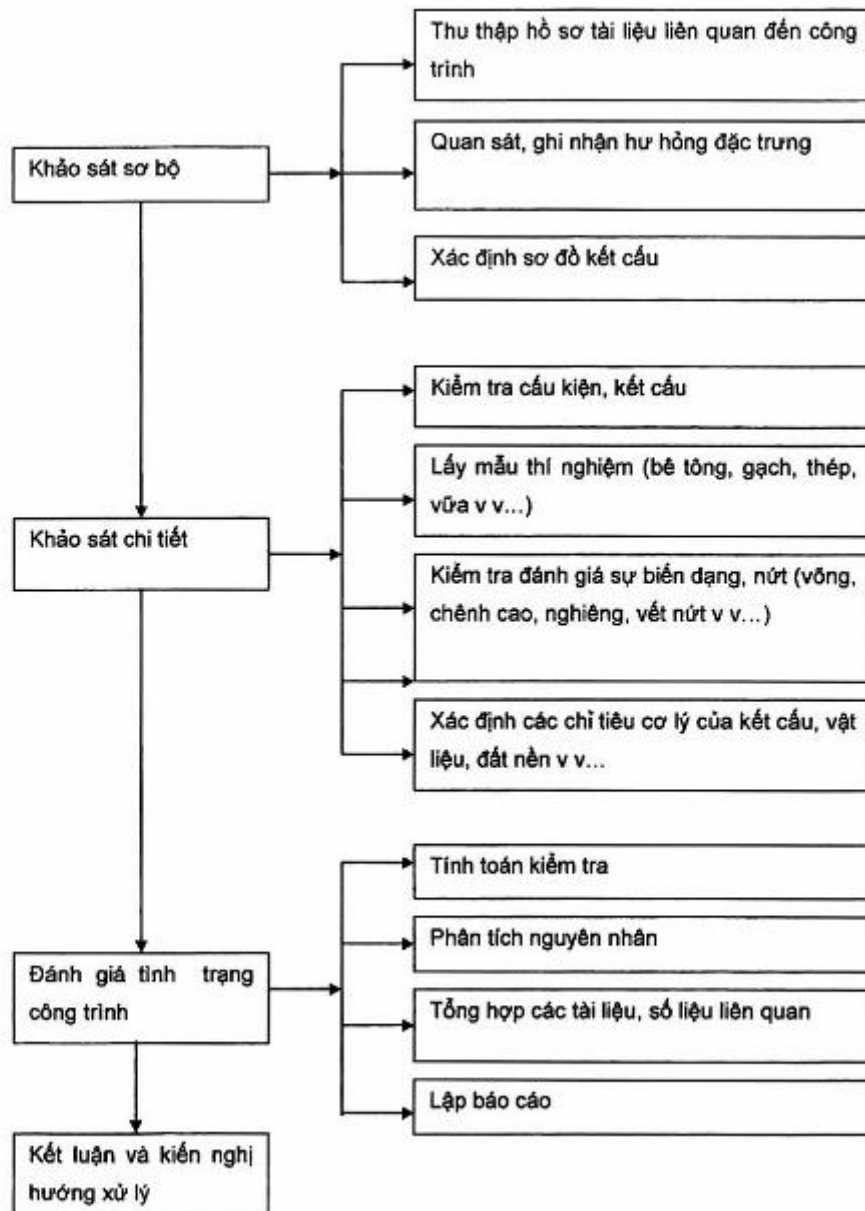 Thu thập hồ sơ tài liệu liên quan đến công
trình
Khảo sát sơ bộ
Quan sát, ghi nhận hư hỏng đặc trưng
Xác định sơ đồ kết cấu
Kiểm tra cấu kiện, kết cấu
Lấy mẫu thí nghiệm (bê tông, gạch, thép,
vữa v v...)
Khảo sát chi tiết
Kiểm tra đánh giá sự biến dạng, nứt (võng,
chênh cao, nghiêng, vết nứt v v...)
Xác định các chỉ tiêu cơ lý của kết cấu, vật
liệu, đất nền v v...
Tính toán kiểm tra
Phân tích nguyên nhân
Đánh giá tình trạng
công trình
Tổng hợp các tài liệu, số liệu liên quan
Lập báo cáo
Kết luận và kiến nghị
hướng xử lý